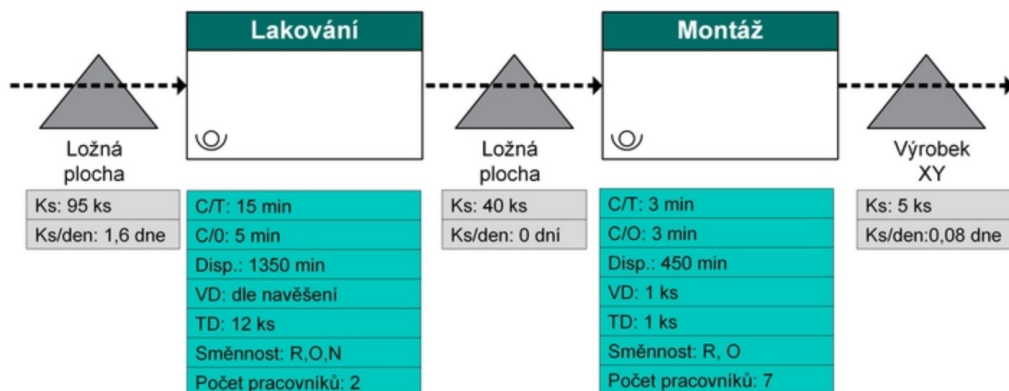 Lakování
Montáž
Ložná
plocha
Ložná
plocha
Výrobek
XY
Ks: 95 ks
Ks/den: 1,6 dne
C/T: 15 min
C/0: 5 min
Disp.: 1350 min
VD: dle navěšení
TD: 12 ks
Směnnost: R,O,N
Počet pracovníků: 2
Ks: 40 ks
Ks/den: 0 dní
C/T: 3 min
C/O: 3 min
Disp.: 450 min
VD: 1 ks
TD: 1 ks
Směnnost: R, O
Počet pracovníků: 7
Ks: 5 ks
Ks/den:0,08 dne